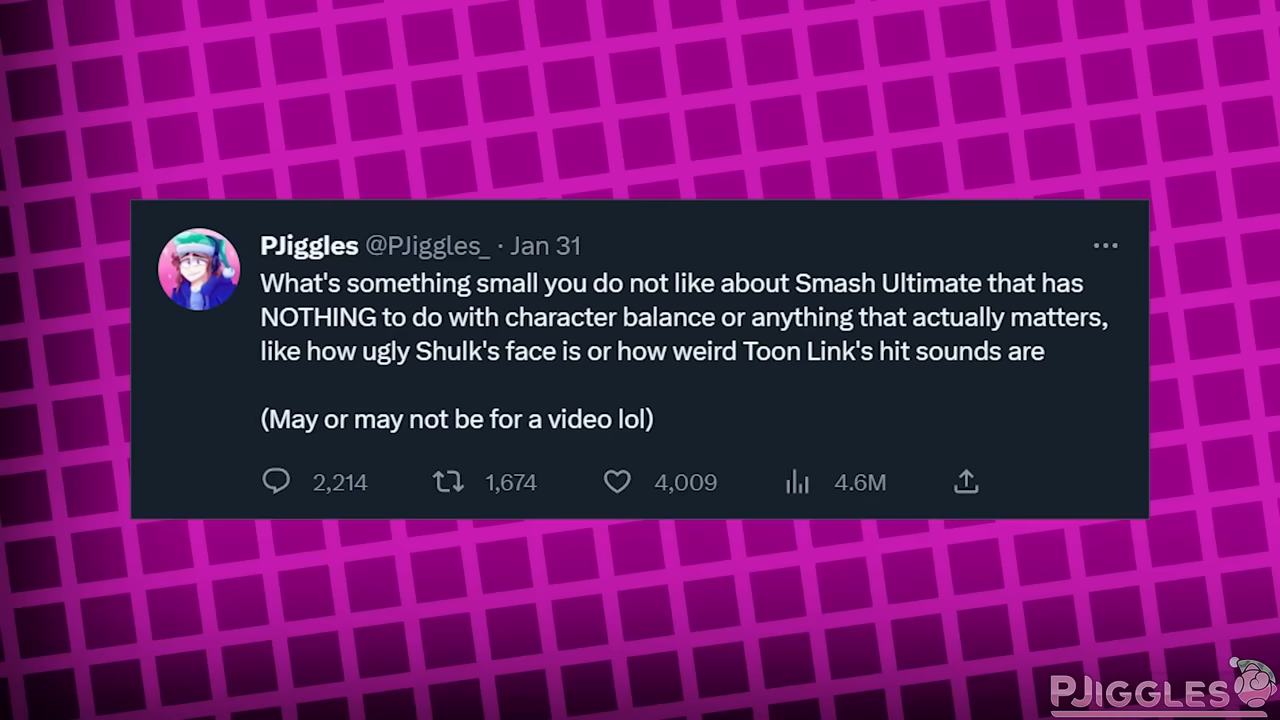 PJiggles @PJiggles_ · Jan 31
What's something small you do not like about Smash Ultimate that has
NOTHING to do with character balance or anything that actually matters,
like how ugly Shulk's face is or how weird Toon Link's hit sounds are
(May or may not be for a video lol)
2,214 1,674 4,009 4.6M
PJIGGLES